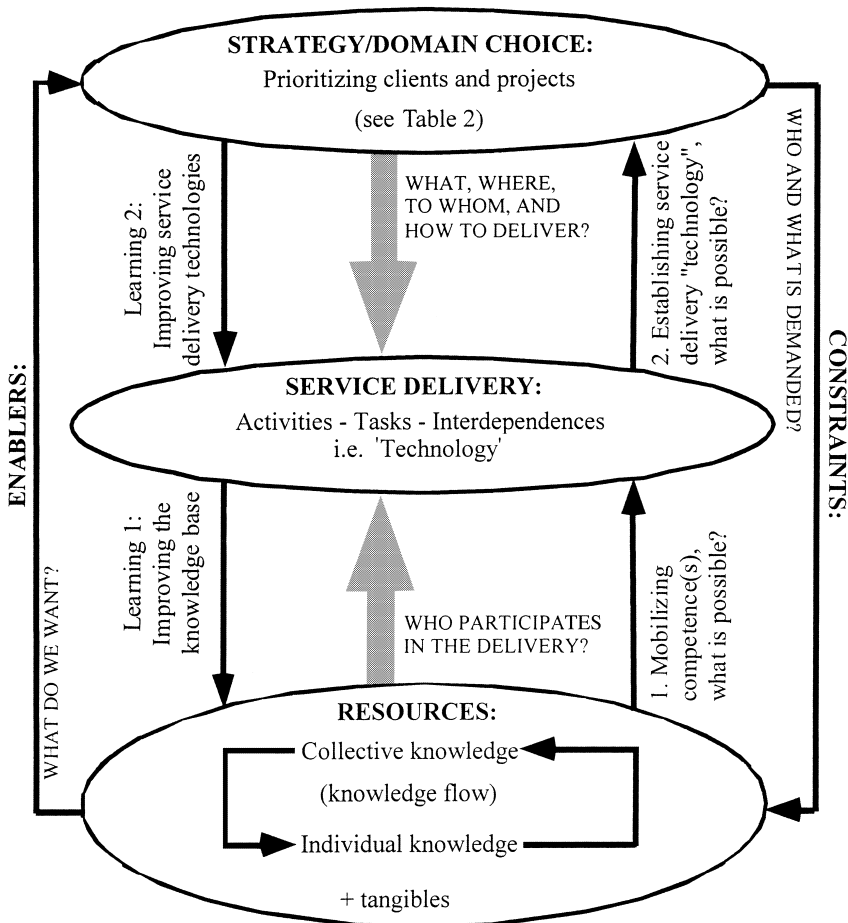 STRATEGY/DOMAIN CHOICE:
Prioritizing clients and projects
(see Table 2)
Learning 2:
Improving service
delivery technologies
WHAT, WHERE,
TO WHOM, AND
HOW TO DELIVER?
2. Establishing service
delivery "technology",
what is possible?
WHO AND WHAT IS DEMANDED?
CONSTRAINTS:
ENABLERS:
WHAT DO WE WANT?
SERVICE DELIVERY:
Activities - Tasks - Interdependences
i.e. 'Technology'
Learning 1:
Improving the
knowledge base
WHO PARTICIPATES
IN THE DELIVERY?
1. Mobilizing
competence(s),
what is possible?
RESOURCES:
Collective knowledge
(knowledge flow)
Individual knowledge
+ tangibles